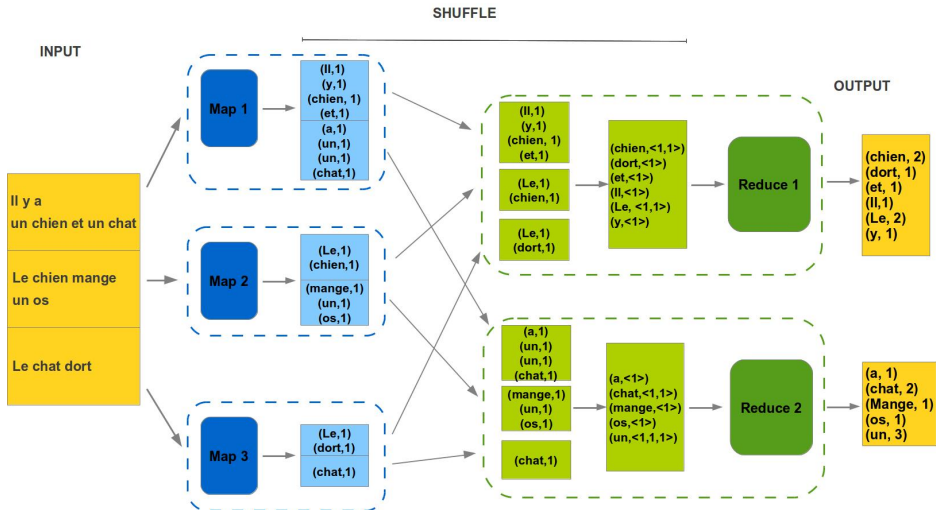 SHUFFLE
INPUT
OUTPUT
Il y a
un chien et un chat
Le chien mange
un os
Le chat dort
Map 1
(Il,1)
(y,1)
(chien, 1)
(et,1)
(a,1)
(un,1)
(un,1)
(chat,1)
Map 2
(Le,1)
(chien,1)
(mange,1)
(un,1)
(os,1)
Map 3
(Le,1)
(dort,1)
(chat,1)
(Il,1)
(y,1)
(chien, 1)
(et,1)
(Le,1)
(chien,1)
(Le,1)
(dort,1)
(chien,<1,1>)
(dort,<1>)
(et,<1>)
(Il,<1>)
(Le, <1,1>)
(y,<1>)
Reduce 1
(chien, 2)
(dort, 1)
(et, 1)
(Il,1)
(Le, 2)
(y, 1)
(a,1)
(un,1)
(un,1)
(chat,1)
(mange,1)
(un,1)
(os,1)
(chat,1)
(a,<1>)
(chat,<1,1>)
(mange,<1>)
(os,<1>)
(un,<1,1,1>)
Reduce 2
(a, 1)
(chat, 2)
(Mange, 1)
(os, 1)
(un, 3)